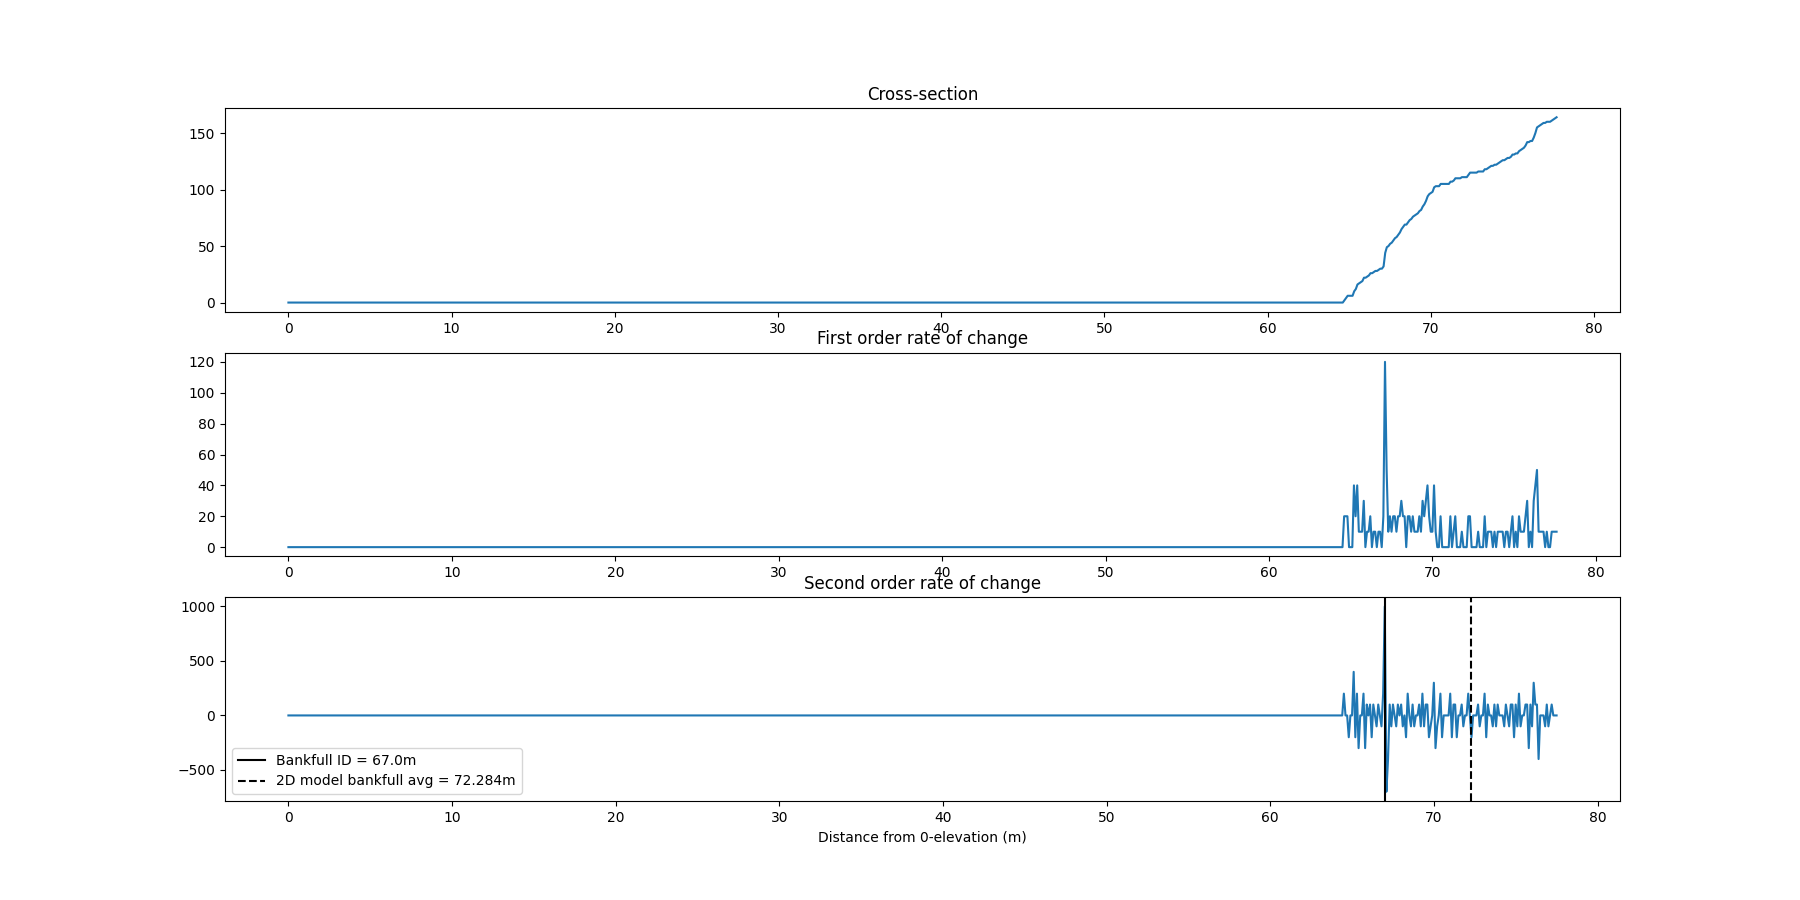 Cross-section
150
100
50
0
0 10 20 30 40 50 60 70 80
First order rate of change
120
100
80
60
40
20
0
0 10 20 30 40 50 60 70 80
Second order rate of change
1000
500
0
−500
Bankfull ID = 67.0m
2D model bankfull avg = 72.284m
0 10 20 30 40 50 60 70 80
Distance from 0-elevation (m)